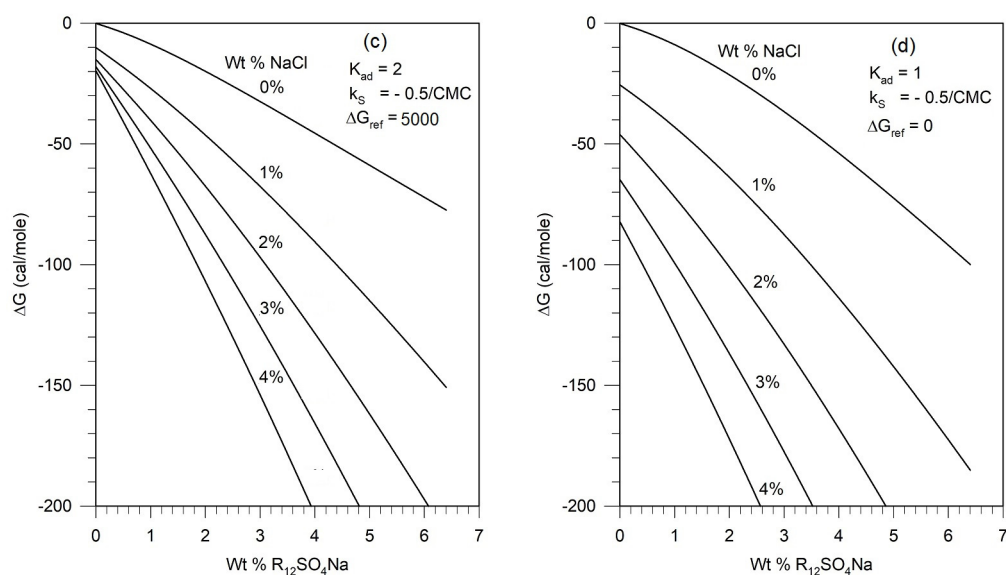 (c)
Wt % NaCl
0%
K_ad = 2
k_S = - 0.5/CMC
ΔG_ref = 5000
1%
2%
3%
4%
0
-50
-100
-150
-200
ΔG (cal/mole)
0 1 2 3 4 5 6 7
Wt % R₁₂SO₄Na
(d)
Wt % NaCl
0%
K_ad = 1
k_S = - 0.5/CMC
ΔG_ref = 0
1%
2%
3%
4%
0
-50
-100
-150
-200
ΔG (cal/mole)
0 1 2 3 4 5 6 7
Wt % R₁₂SO₄Na